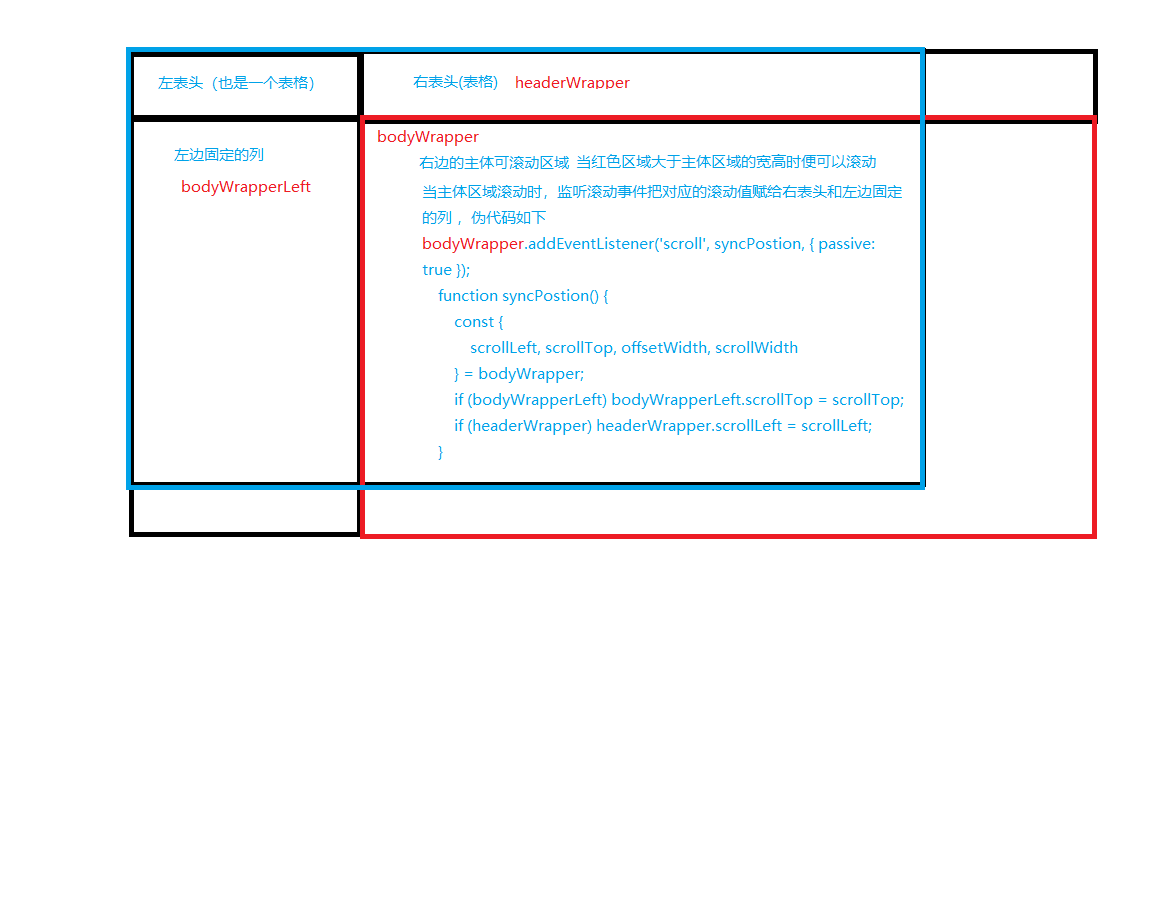 左表头（也是一个表格）
右表头(表格) headerWrapper
左边固定的列
bodyWrapperLeft
bodyWrapper
右边的主体可滚动区域 当红色区域大于主体区域的宽高时便可以滚动
当主体区域滚动时，监听滚动事件把对应的滚动值赋给右表头和左边固定
的列 ，伪代码如下
bodyWrapper.addEventListener('scroll', syncPostion, { passive:
true });
function syncPostion() {
const {
scrollLeft, scrollTop, offsetWidth, scrollWidth
} = bodyWrapper;
if (bodyWrapperLeft) bodyWrapperLeft.scrollTop = scrollTop;
if (headerWrapper) headerWrapper.scrollLeft = scrollLeft;
}